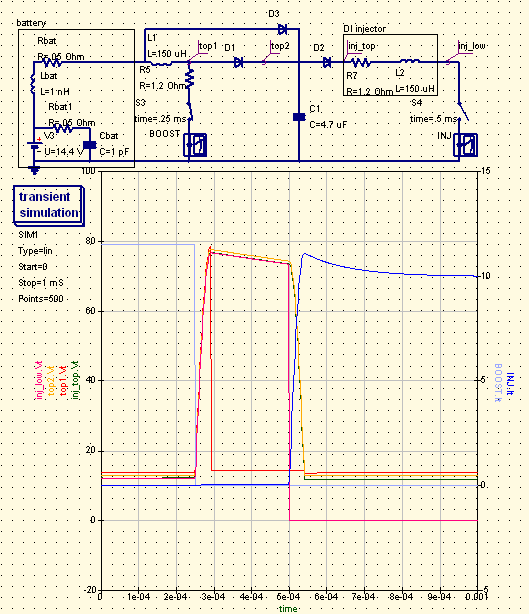 battery
D3
Rbat
R=.05 Ohm
L1
L=150 uH
top1
D1
top2
D2
DI injector
inj_top
inj_low
Lbat
L=1 nH
R5
R=1.2 Ohm
R7
R=1.2 Ohm
L2
L=150 uH
Rbat1
R=.05 Ohm
S3
time=.25 ms
BOOST
C1
C=4.7 uF
S4
time=.5 ms
INJ
V3
U=14.4 V
Cbat
C=1 pF
transient
simulation
SIM1
Type=lin
Start=0
Stop=1 mS
Points=500
100
80
60
40
20
0
-20
15
10
5
0
5
inj_low.Vt
top2.Vt
top1.Vt
inj_top.Vt
BOOST.It
INJ.It
0
1e-04
2e-04
3e-04
4e-04
5e-04
6e-04
7e-04
8e-04
9e-04
0.001
time